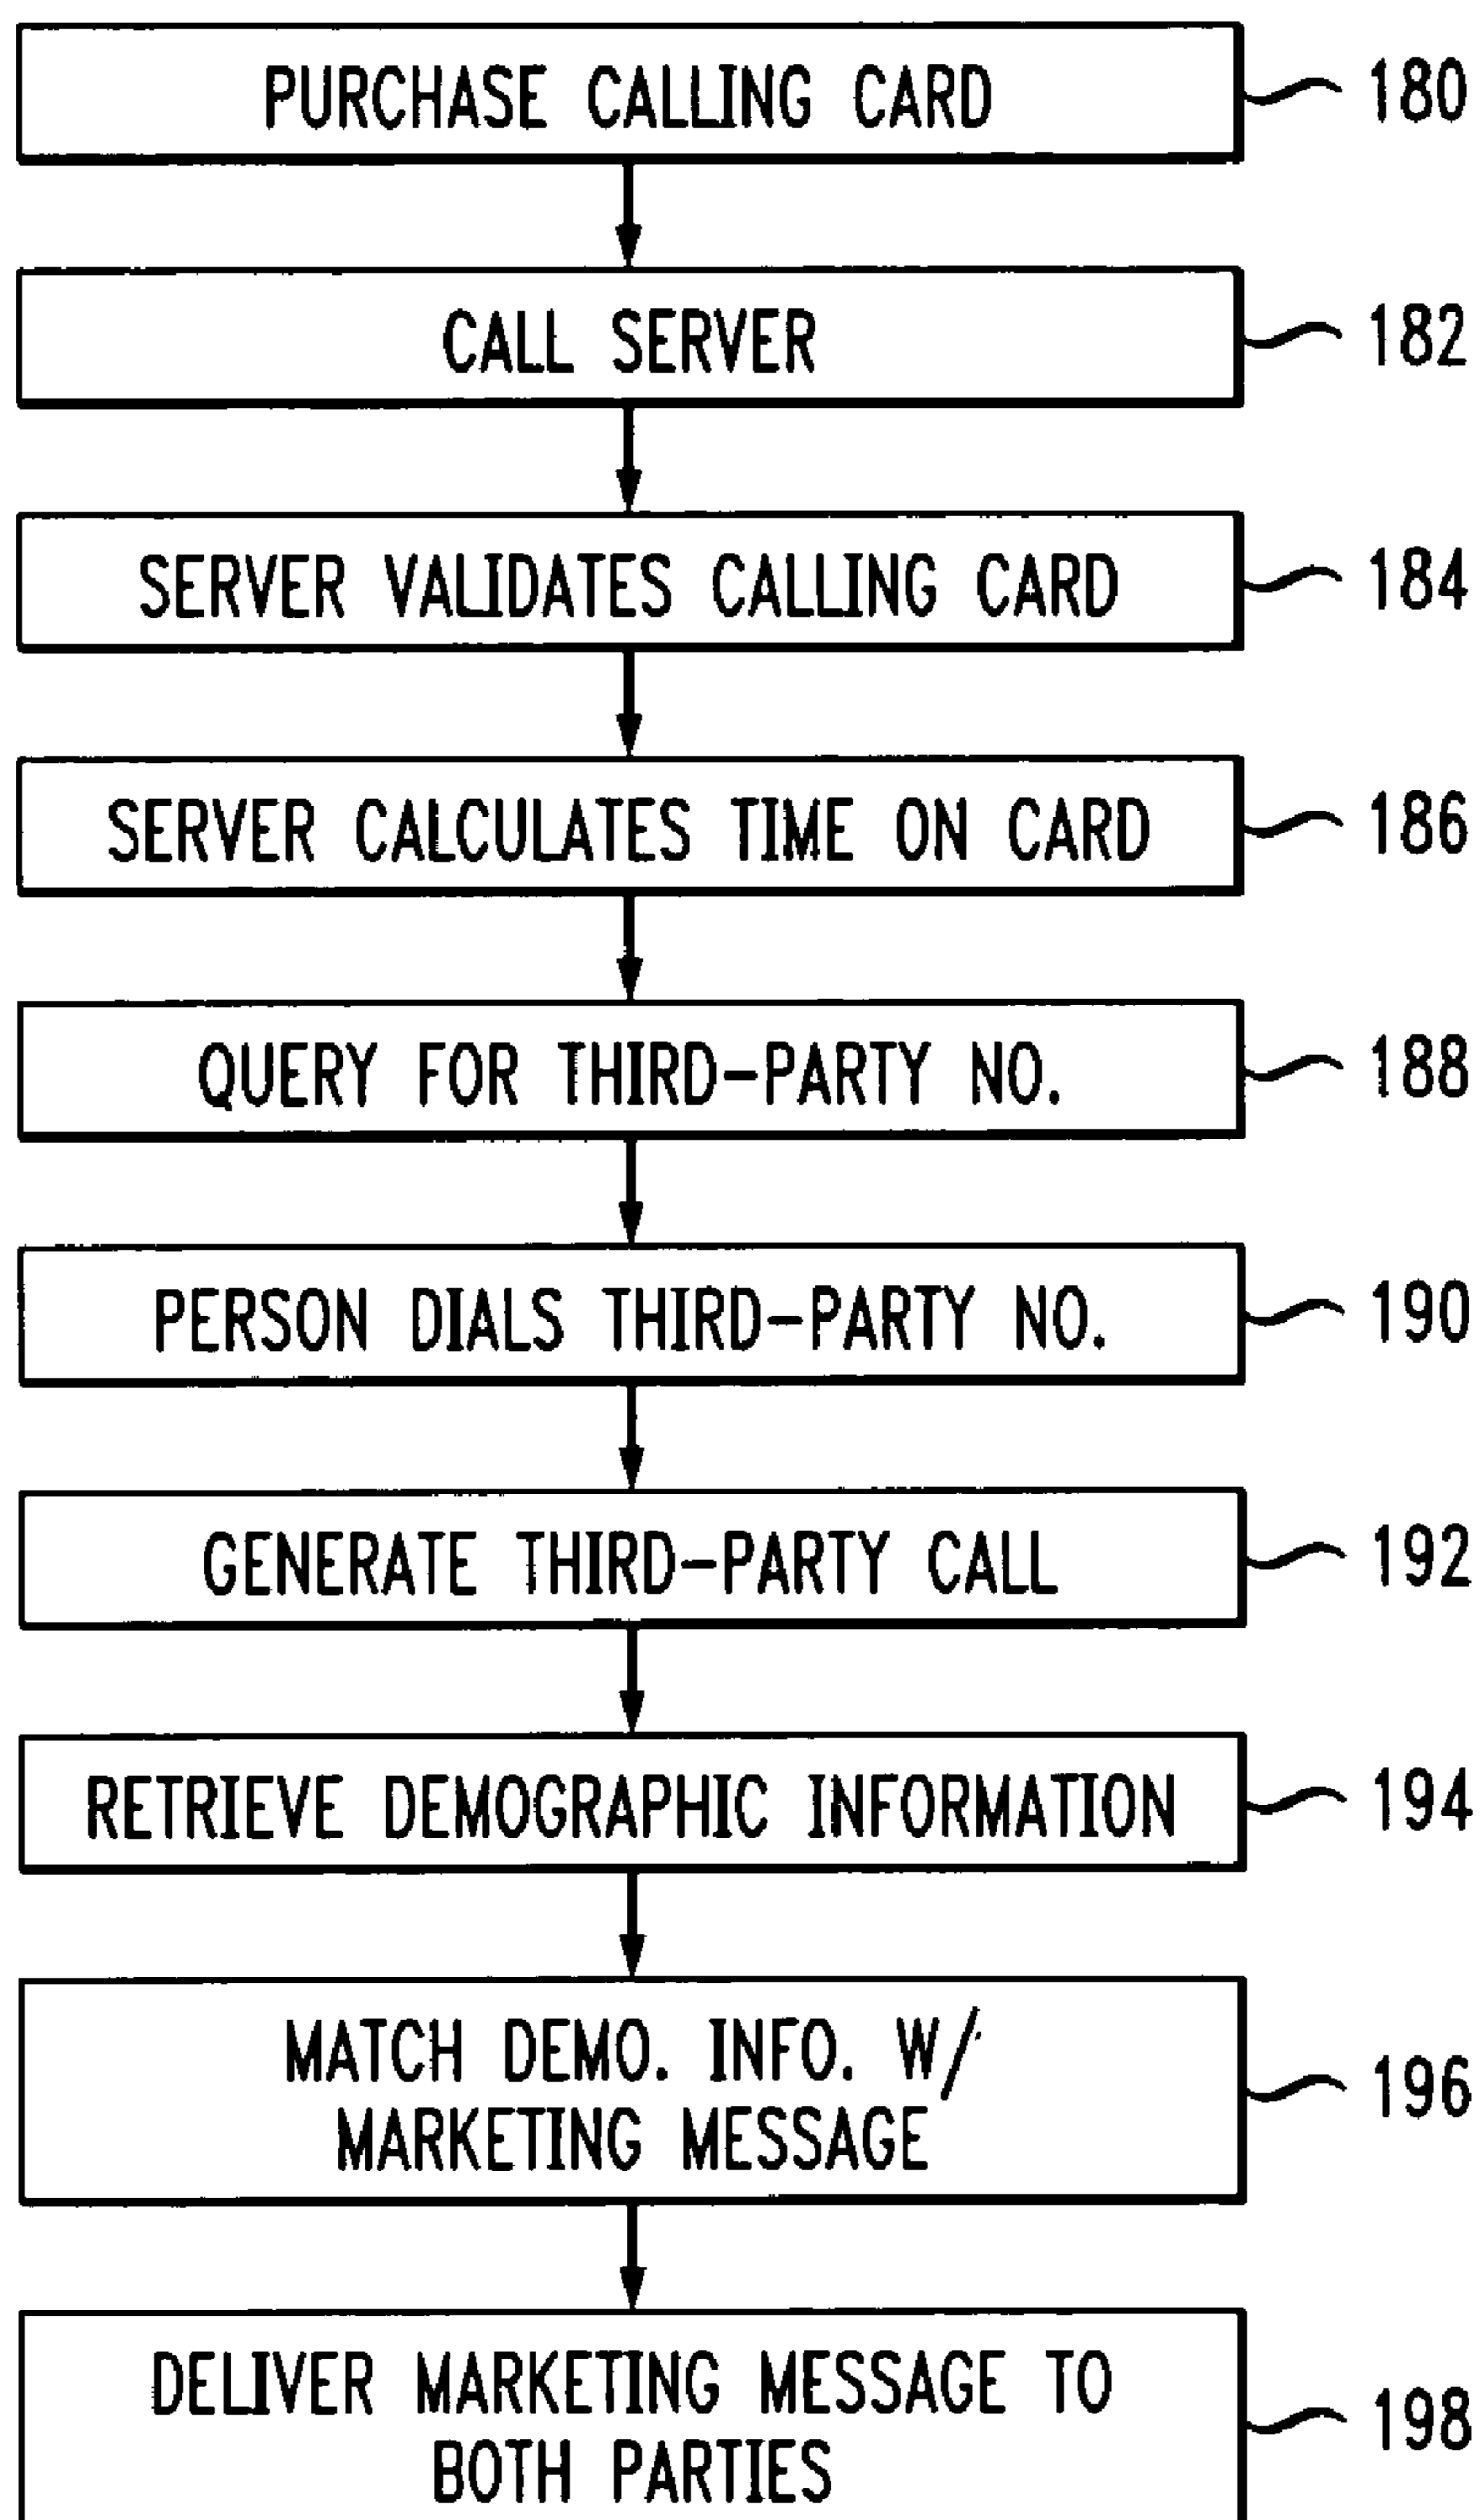 PURCHASE CALLING CARD 180
CALL SERVER 182
SERVER VALIDATES CALLING CARD 184
SERVER CALCULATES TIME ON CARD 186
QUERY FOR THIRD-PARTY NO. 188
PERSON DIALS THIRD-PARTY NO. 190
GENERATE THIRD-PARTY CALL 192
RETRIEVE DEMOGRAPHIC INFORMATION 194
MATCH DEMO. INFO. W/
MARKETING MESSAGE 196
DELIVER MARKETING MESSAGE TO
BOTH PARTIES 198